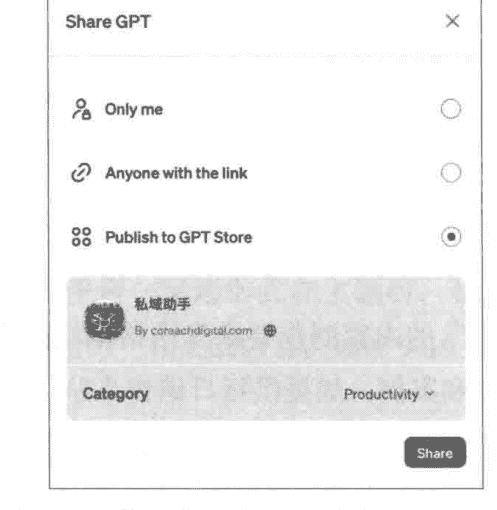 Share GPT
Only me
Anyone with the link
Publish to GPT Store
私域助手
By coreachdigital.com
Category Productivity
Share